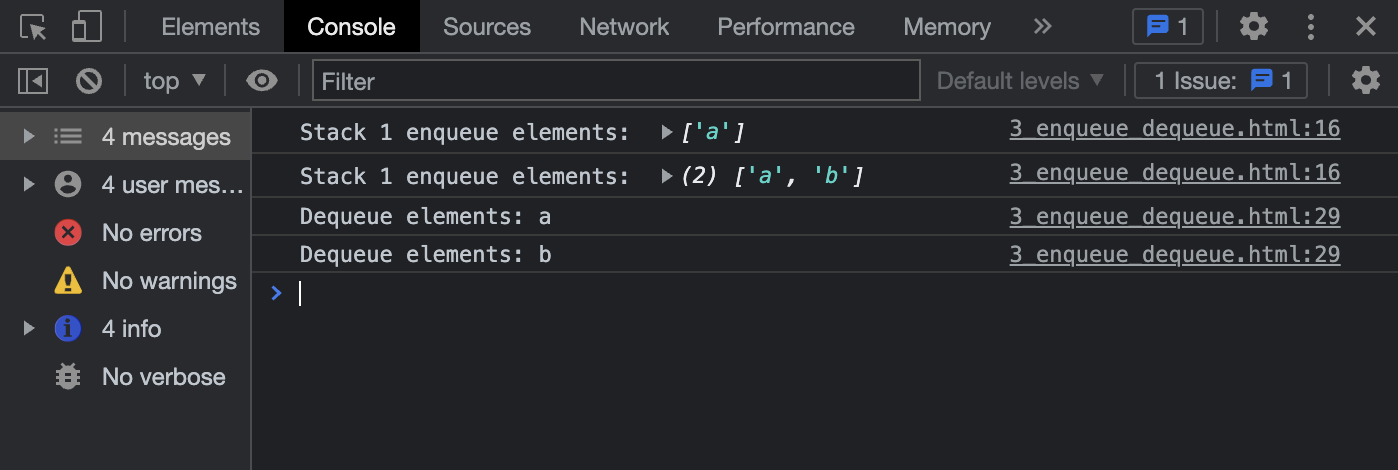 Elements Console Sources Network Performance Memory 1
top Filter Default levels 1 Issue: 1
4 messages
4 user mes…
No errors
No warnings
4 info
No verbose
Stack 1 enqueue elements: ['a'] 3_enqueue_dequeue.html:16
Stack 1 enqueue elements: (2) ['a', 'b'] 3_enqueue_dequeue.html:16
Dequeue elements: a 3_enqueue_dequeue.html:29
Dequeue elements: b 3_enqueue_dequeue.html:29